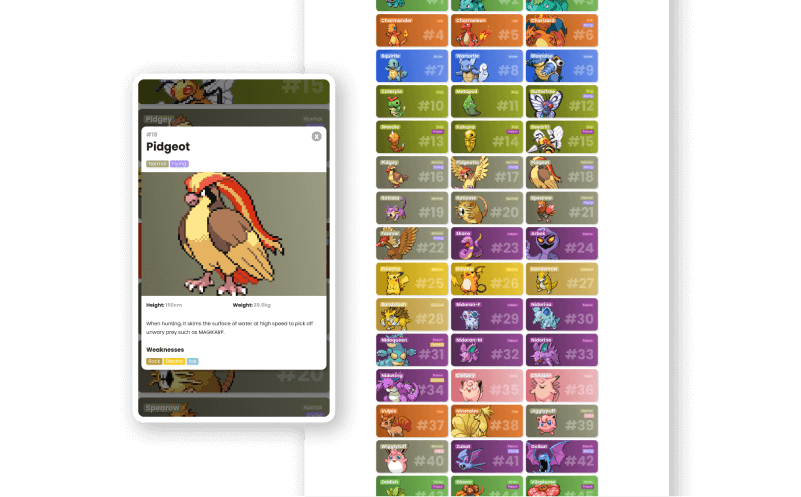 #15
Pidgey
Normal
#18
X
Pidgeot
Normal Flying
Height: 150cm
Weight: 39.5kg
When hunting, it skims the surface of water at high speed to pick off
unwary prey such as MAGIKARP.
Weaknesses
Rock Electric Ice
#20
Spearow
Normal
Charmander
#4
Charmeleon
#5
Charizard
#6
Squirtle
#7
Wartortle
#8
Blastoise
#9
Caterpie
#10
Metapod
#11
Butterfree
#12
Weedle
#13
Kakuna
#14
Beedrill
#15
Pidgey
#16
Pidgeotto
#17
Pidgeot
#18
Rattata
#19
Raticate
#20
Spearow
#21
Fearow
#22
Ekans
#23
Arbok
#24
Pikachu
#25
Raichu
#26
Sandshrew
#27
Sandslash
#28
Nidoran-F
#29
Nidorina
#30
Nidoqueen
#31
Nidoran-M
#32
Nidorino
#33
Nidoking
#34
Clefairy
#35
Clefable
#36
Vulpix
#37
Ninetales
#38
Jigglypuff
#39
Wigglytuff
#40
Zubat
#41
Golbat
#42
Oddish
Gloom
Vileplume